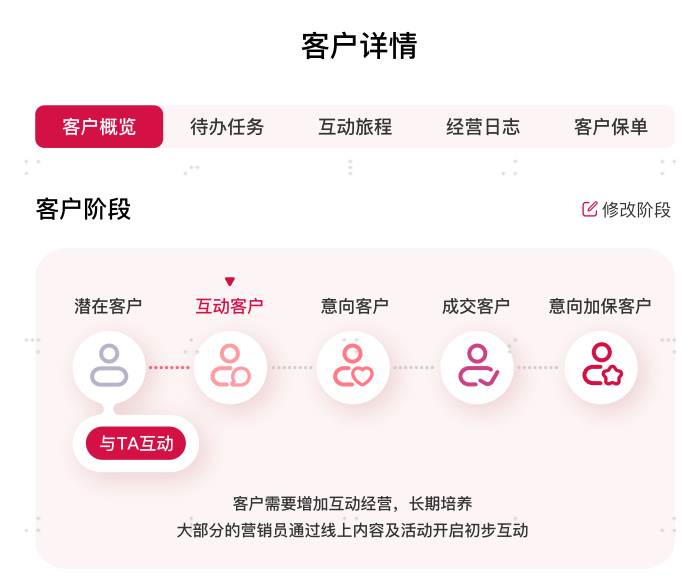 客户详情
客户概览 待办任务 互动旅程 经营日志 客户保单
客户阶段 修改阶段
潜在客户 互动客户 意向客户 成交客户 意向加保客户
与TA互动
客户需要增加互动经营，长期培养
大部分的营销员通过线上内容及活动开启初步互动